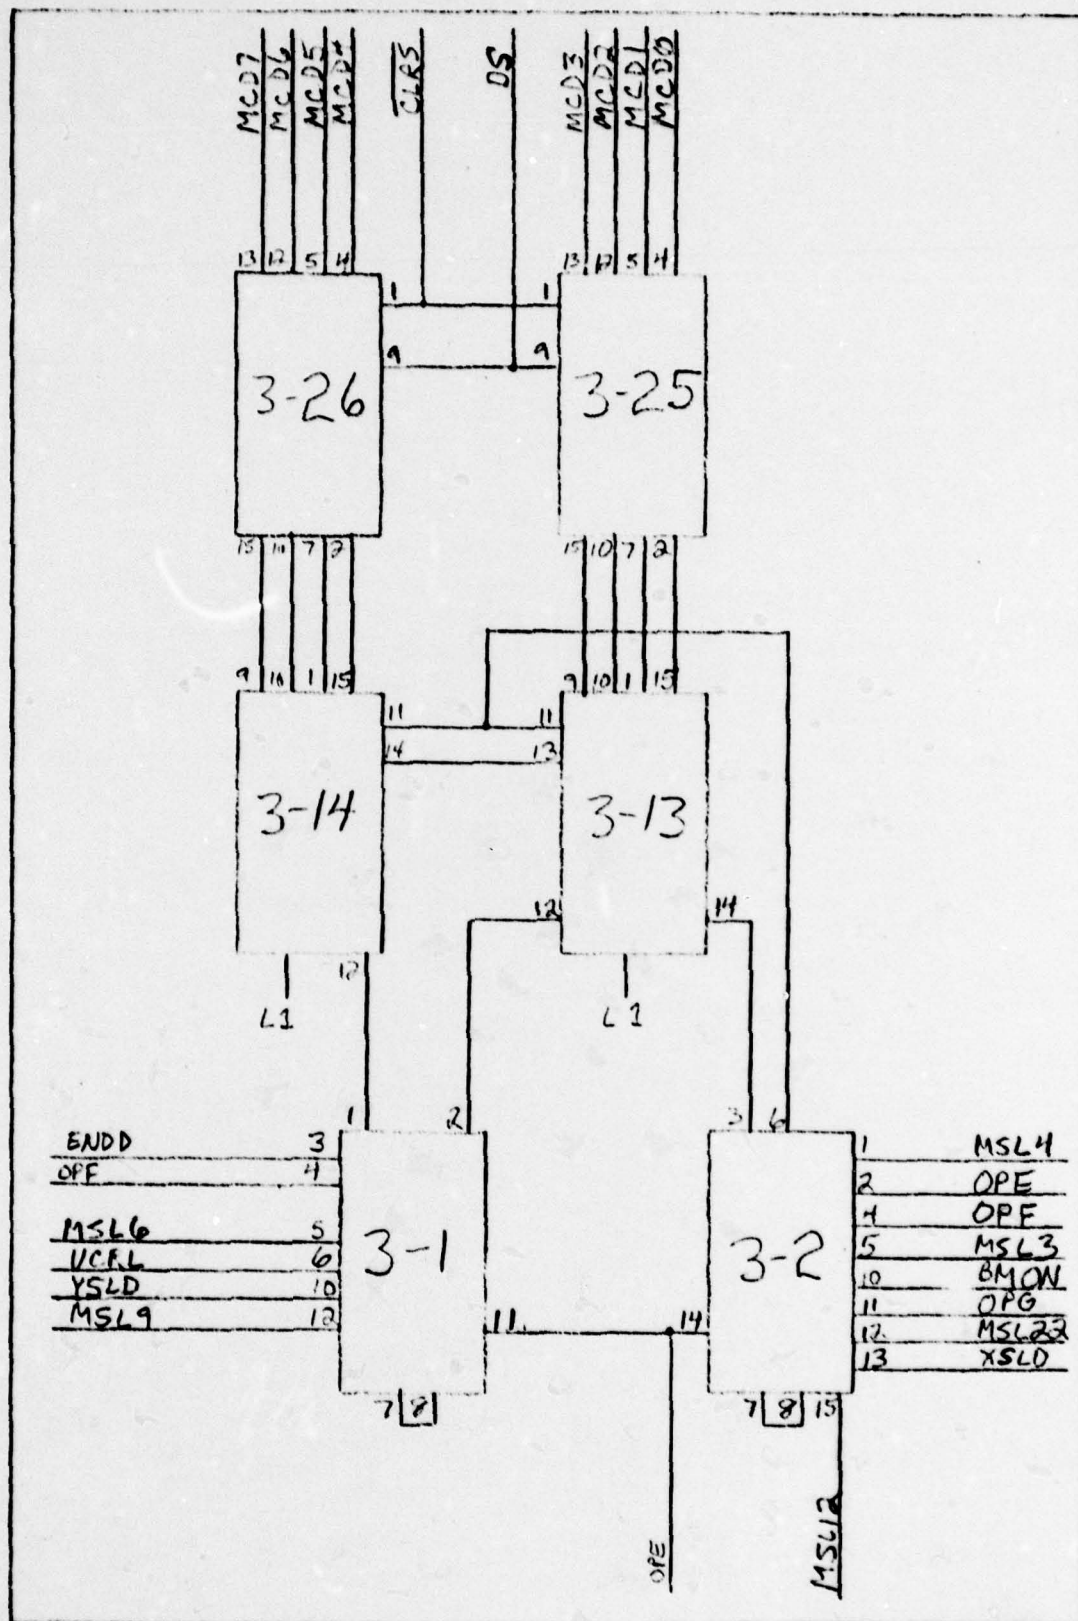 MCD7 MCD6 MCD5 MCD4 CLRS DS MCD3 MCD2 MCD1 MCD0
13 12 5 4 13 12 5 4
1 1
9 9
3-26 3-25
15 10 7 2 15 10 7 2
9 10 1 15 9 10 1 15
11 11
14 13
3-14 3-13
12 14
12
L1 L1
1 2 3 6
ENDD 3 1 MSL4
OPF 4 2 OPE
4 OPF
MSL6 5 5 MSL3
UCFL 6
3-1 3-2
YSLD 10 10 BMON
11 OPG
MSL9 12 12 MSL22
11 14
13 XSLD
7 8 7 8 15
OPE MSL12